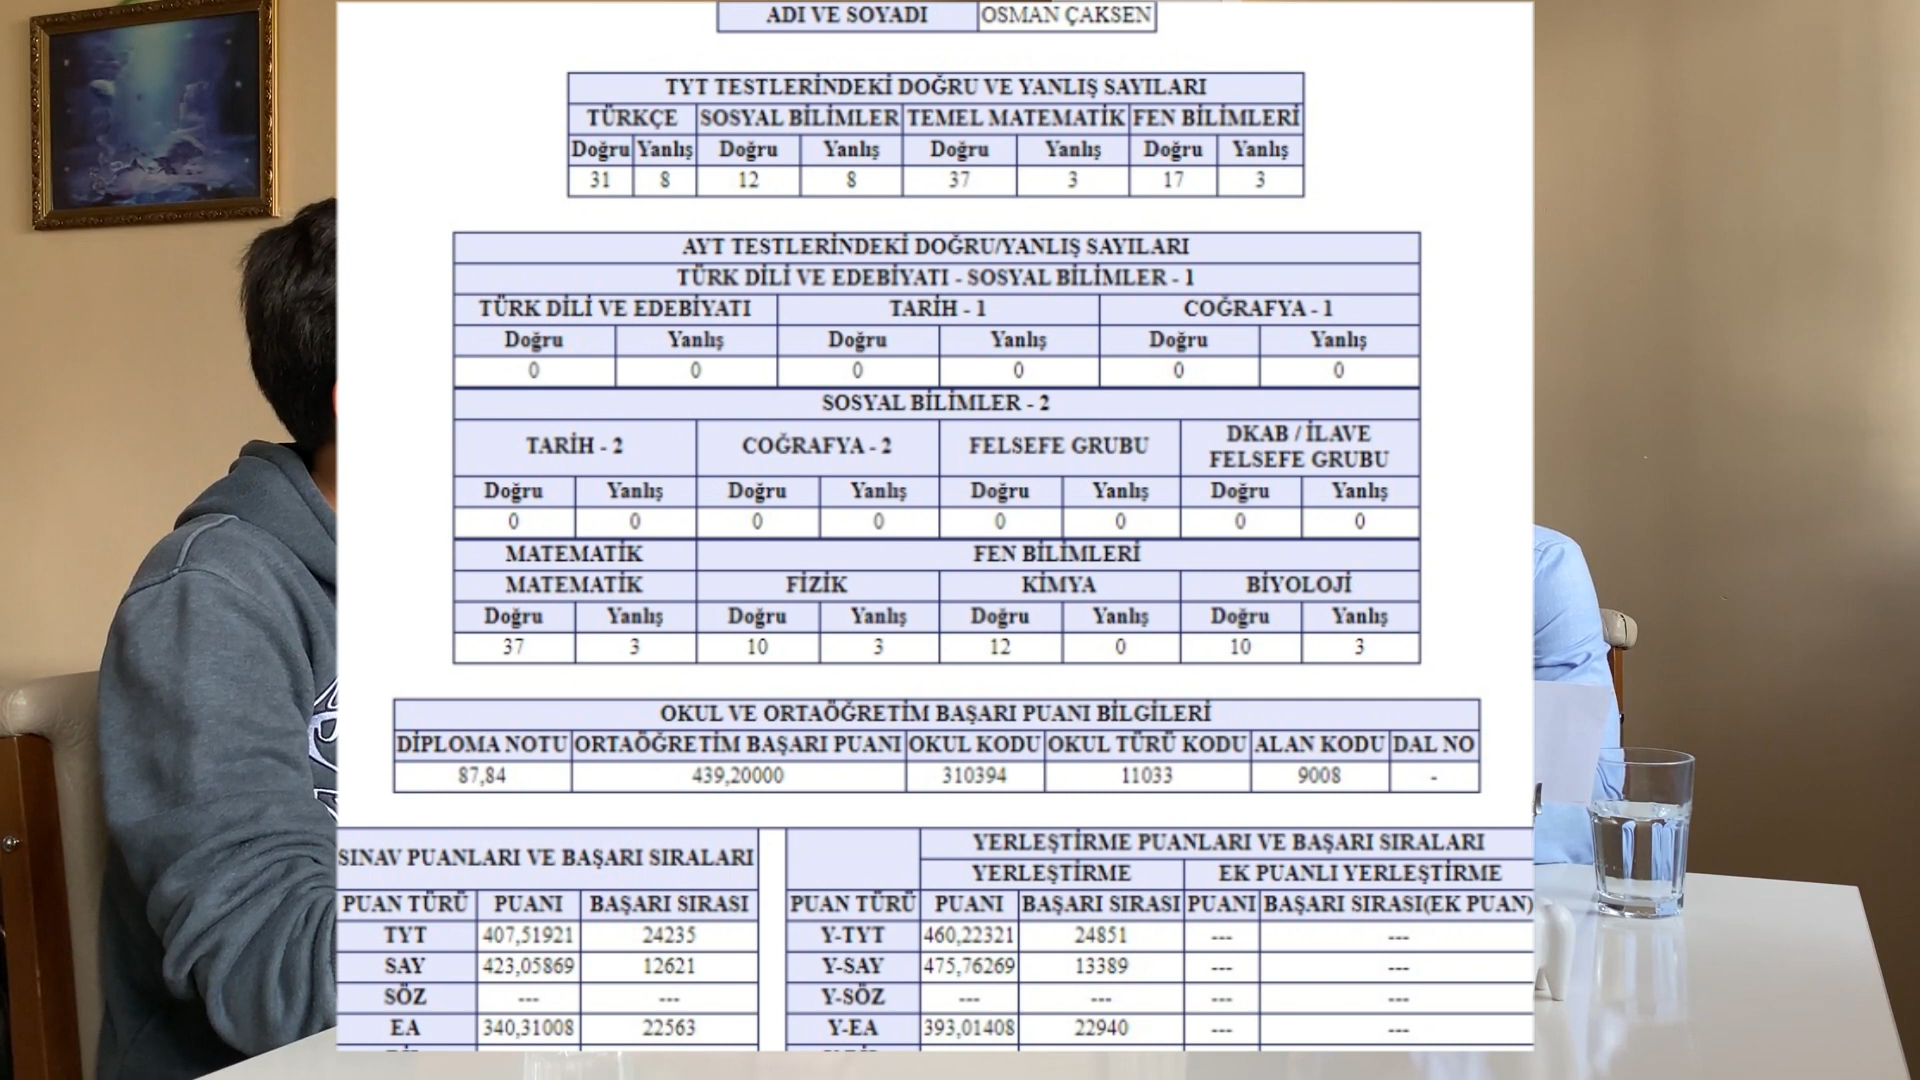 ADI VE SOYADI OSMAN ÇAKSEN
TYT TESTLERİNDEKİ DOĞRU VE YANLIŞ SAYILARI
TÜRKÇE SOSYAL BİLİMLER TEMEL MATEMATİK FEN BİLİMLERİ
Doğru Yanlış Doğru Yanlış Doğru Yanlış Doğru Yanlış
31 8 12 8 37 3 17 3
AYT TESTLERİNDEKİ DOĞRU/YANLIŞ SAYILARI
TÜRK DİLİ VE EDEBİYATI - SOSYAL BİLİMLER - 1
TÜRK DİLİ VE EDEBİYATI TARİH - 1 COĞRAFYA - 1
Doğru Yanlış Doğru Yanlış Doğru Yanlış
0 0 0 0 0 0
SOSYAL BİLİMLER - 2
TARİH - 2 COĞRAFYA - 2 FELSEFE GRUBU DKAB / İLAVE
FELSEFE GRUBU
Doğru Yanlış Doğru Yanlış Doğru Yanlış Doğru Yanlış
0 0 0 0 0 0 0 0
MATEMATİK FEN BİLİMLERİ
MATEMATİK FİZİK KİMYA BİYOLOJİ
Doğru Yanlış Doğru Yanlış Doğru Yanlış Doğru Yanlış
37 3 10 3 12 0 10 3
OKUL VE ORTAÖĞRETİM BAŞARI PUANI BİLGİLERİ
DİPLOMA NOTU ORTAÖĞRETİM BAŞARI PUANI OKUL KODU OKUL TÜRÜ KODU ALAN KODU DAL NO
87,84 439,20000 310394 11033 9008 -
SINAV PUANLARI VE BAŞARI SIRALARI
PUAN TÜRÜ PUANI BAŞARI SIRASI
TYT 407,51921 24235
SAY 423,05869 12621
SÖZ --- ---
EA 340,31008 22563
YERLEŞTİRME PUANLARI VE BAŞARI SIRALARI
YERLEŞTİRME EK PUANLI YERLEŞTİRME
PUAN TÜRÜ PUANI BAŞARI SIRASI PUANI BAŞARI SIRASI(EK PUAN)
Y-TYT 460,22321 24851 --- ---
Y-SAY 475,76269 13389 --- ---
Y-SÖZ --- --- --- ---
Y-EA 393,01408 22940 --- ---